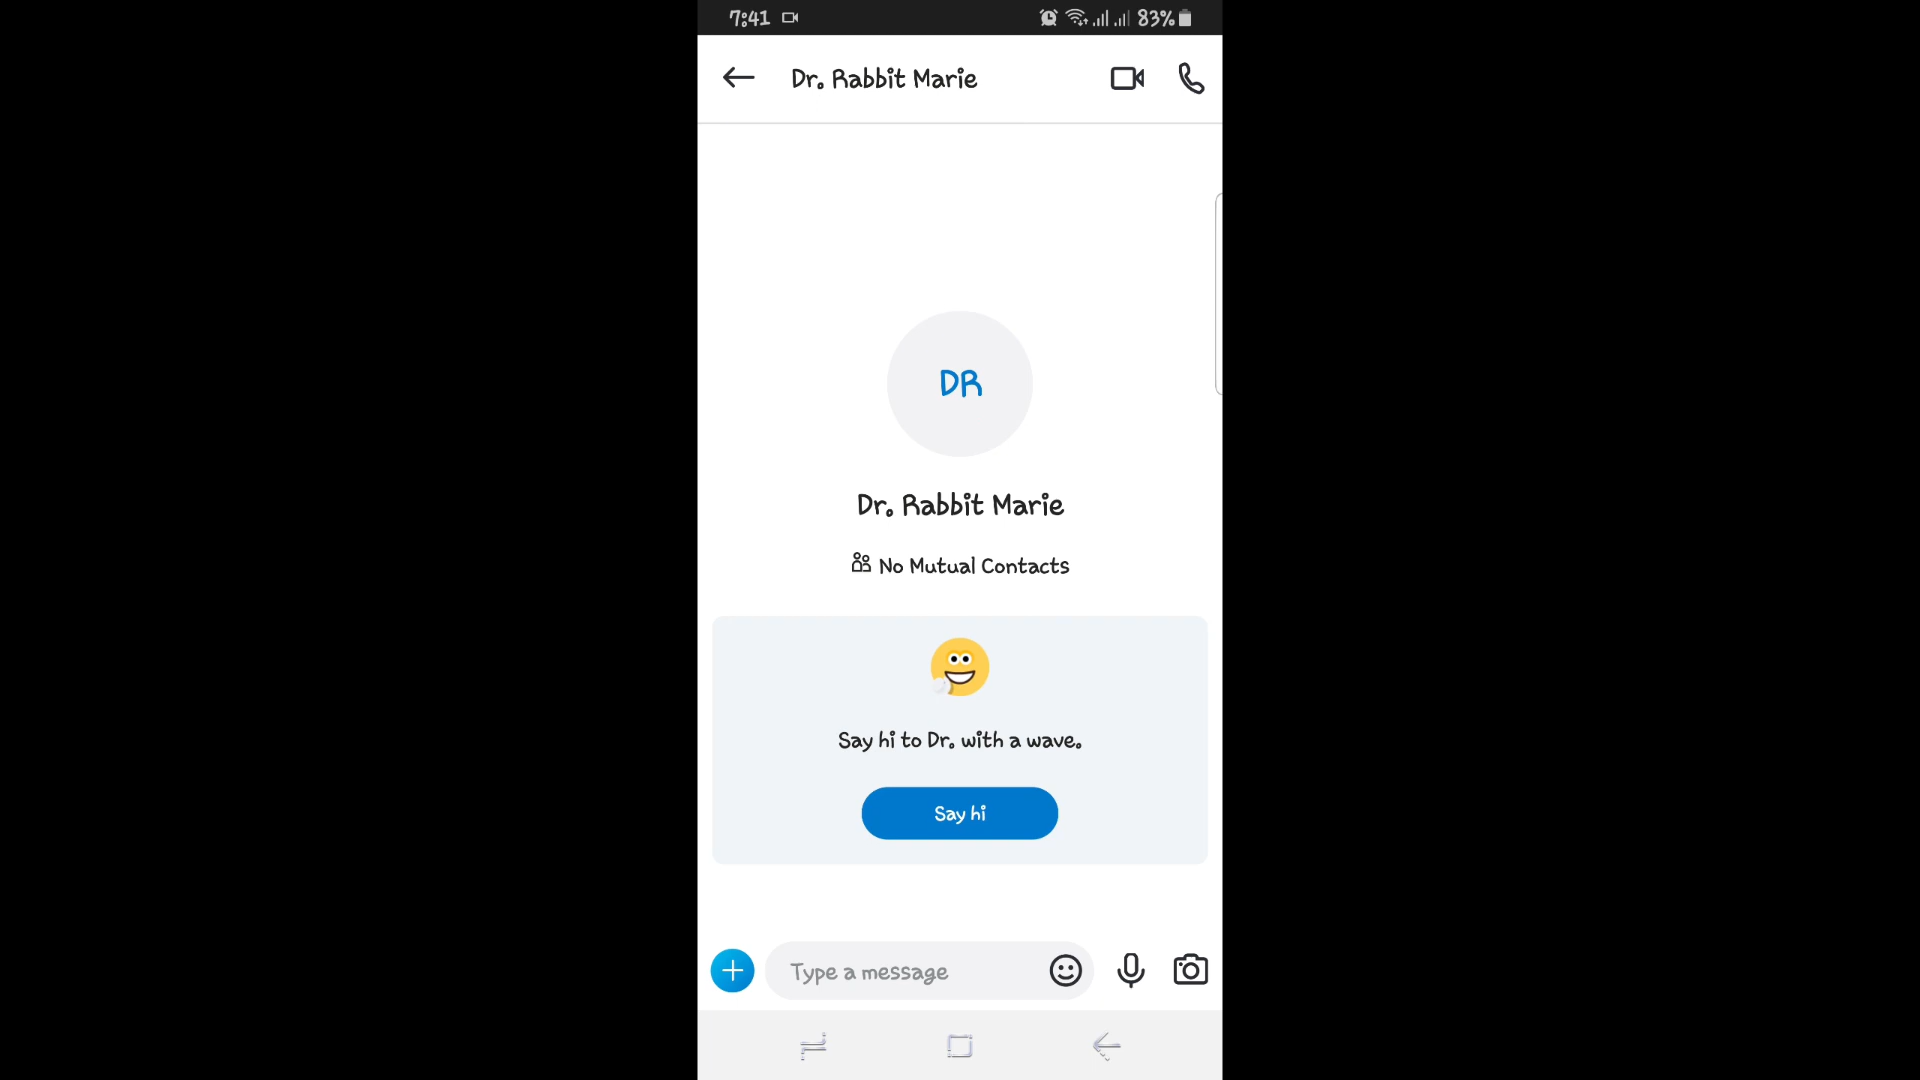 7:41
83%
Dr. Rabbit Marie
DR
Dr. Rabbit Marie
No Mutual Contacts
Say hi to Dr. with a wave.
Say hi
Type a message